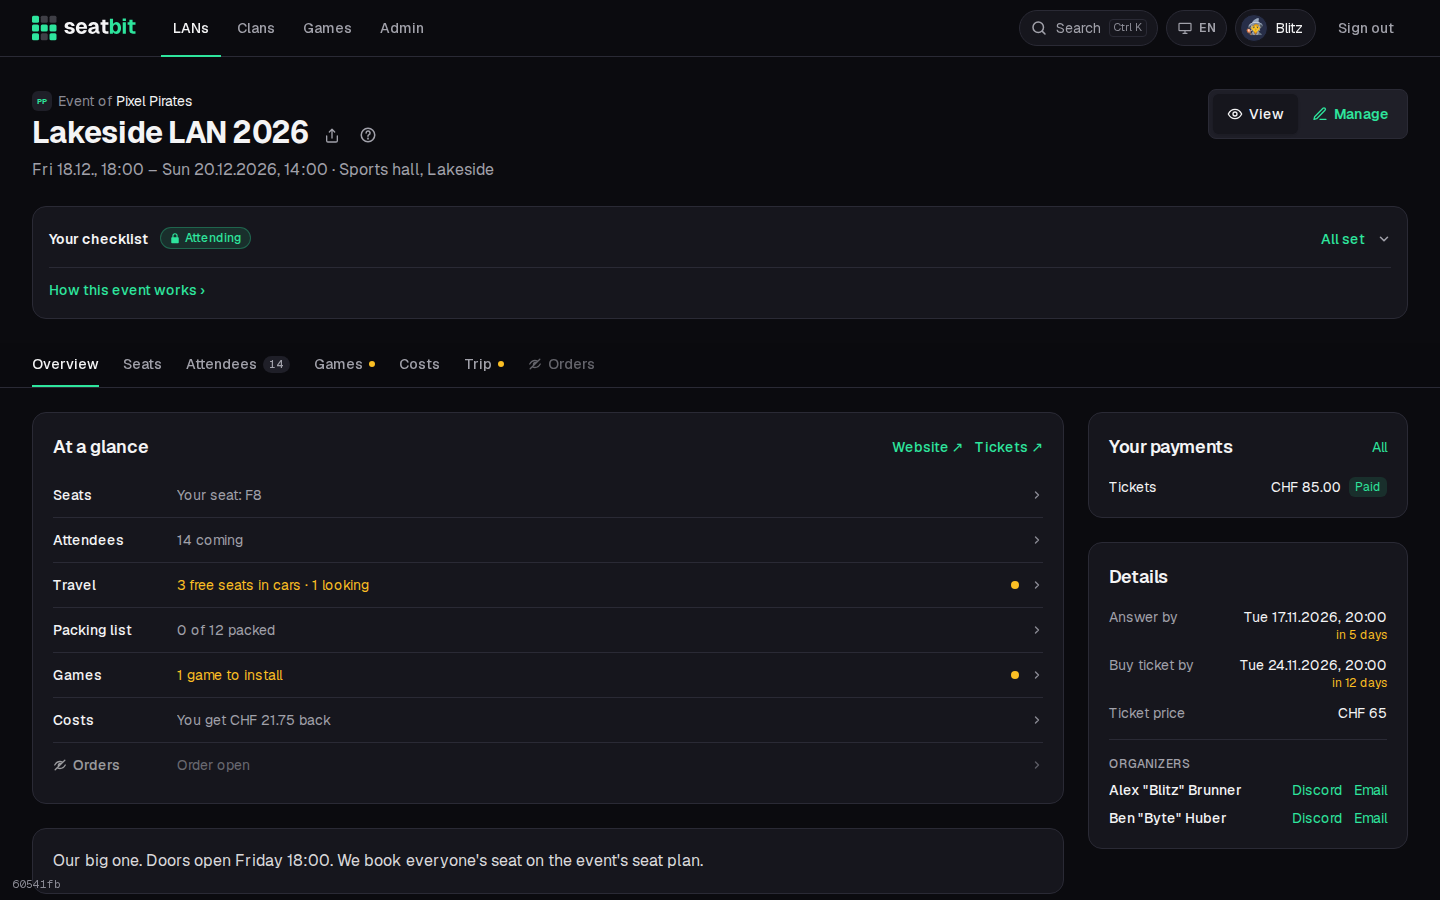 seatbit
LANs
Clans
Games
Admin
Search
Ctrl K
EN
Blitz
Sign out
PP
Event of Pixel Pirates
Lakeside LAN 2026
View
Manage
Fri 18.12., 18:00 – Sun 20.12.2026, 14:00 · Sports hall, Lakeside
Your checklist
Attending
All set
How this event works ›
Overview
Seats
Attendees 14
Games
Costs
Trip
Orders
At a glance
Website ↗
Tickets ↗
Seats
Your seat: F8
Attendees
14 coming
Travel
3 free seats in cars · 1 looking
Packing list
0 of 12 packed
Games
1 game to install
Costs
You get CHF 21.75 back
Orders
Order open
Our big one. Doors open Friday 18:00. We book everyone's seat on the event's seat plan.
Your payments
All
Tickets
CHF 85.00
Paid
Details
Answer by
Tue 17.11.2026, 20:00
in 5 days
Buy ticket by
Tue 24.11.2026, 20:00
in 12 days
Ticket price
CHF 65
ORGANIZERS
Alex "Blitz" Brunner
Discord
Email
Ben "Byte" Huber
Discord
Email
60541fb